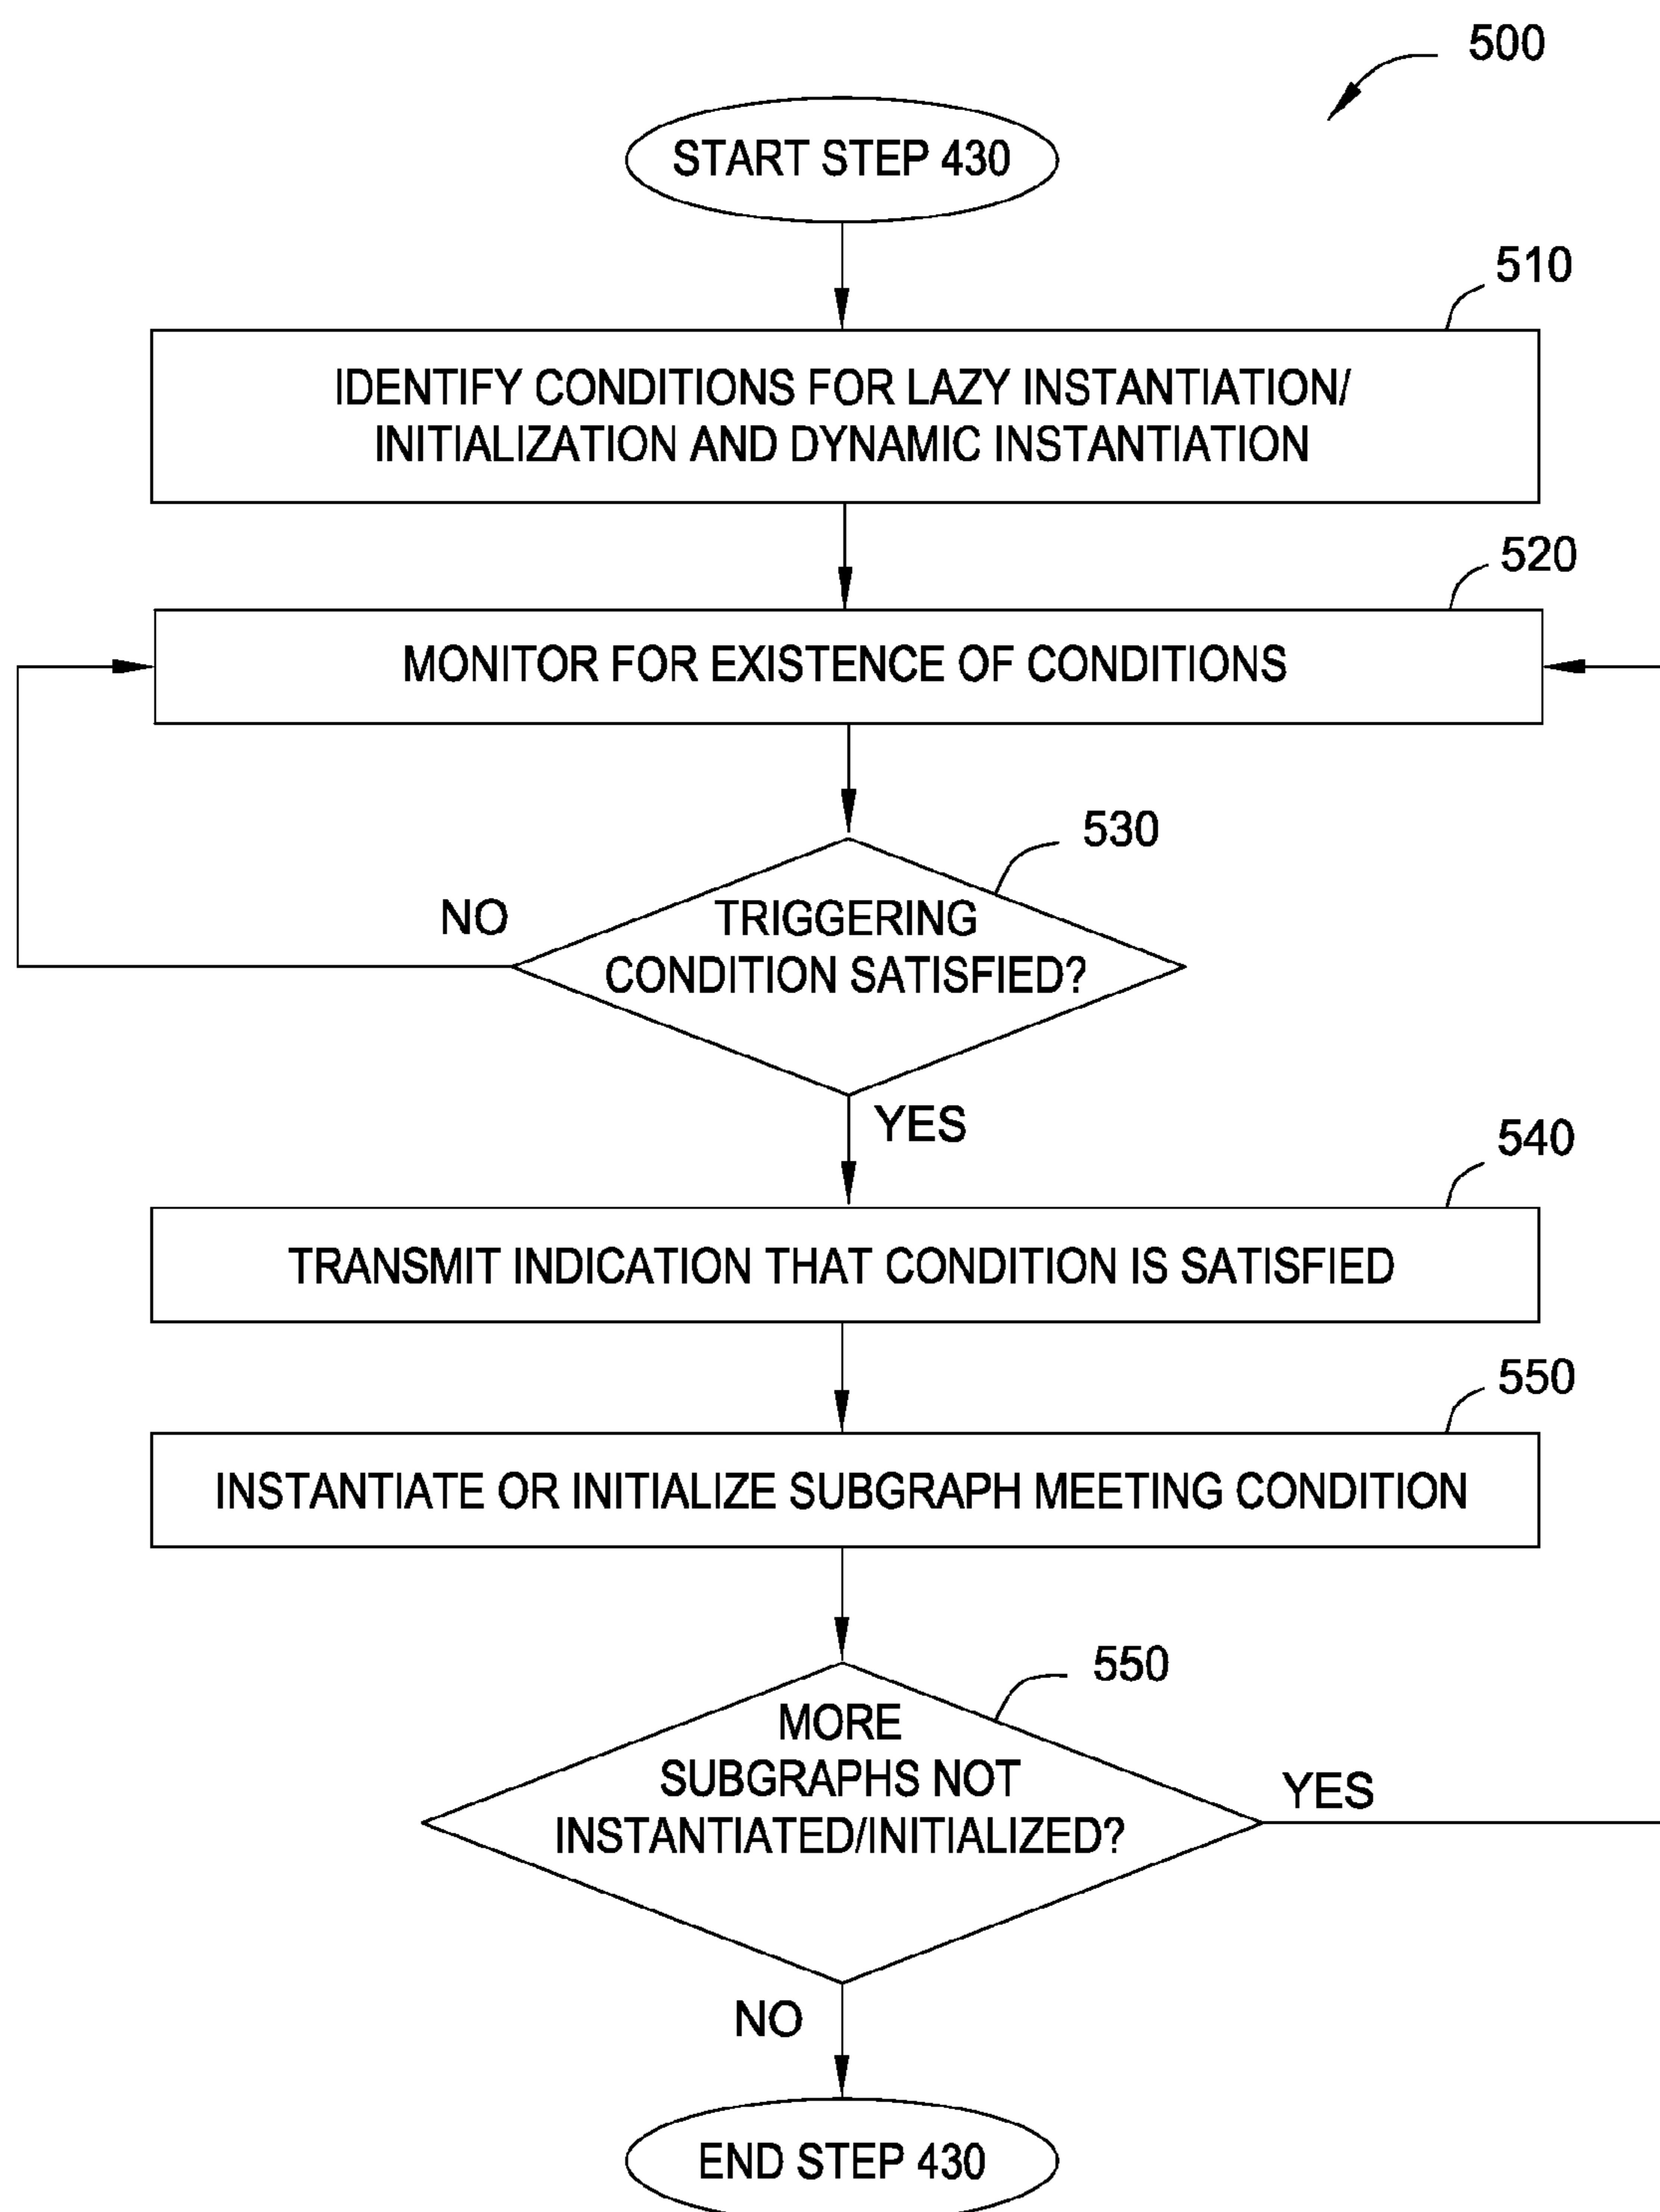 500
START STEP 430
510
IDENTIFY CONDITIONS FOR LAZY INSTANTIATION/
INITIALIZATION AND DYNAMIC INSTANTIATION
520
MONITOR FOR EXISTENCE OF CONDITIONS
530
NO
TRIGGERING
CONDITION SATISFIED?
YES
540
TRANSMIT INDICATION THAT CONDITION IS SATISFIED
550
INSTANTIATE OR INITIALIZE SUBGRAPH MEETING CONDITION
550
MORE
SUBGRAPHS NOT
INSTANTIATED/INITIALIZED?
YES
NO
END STEP 430